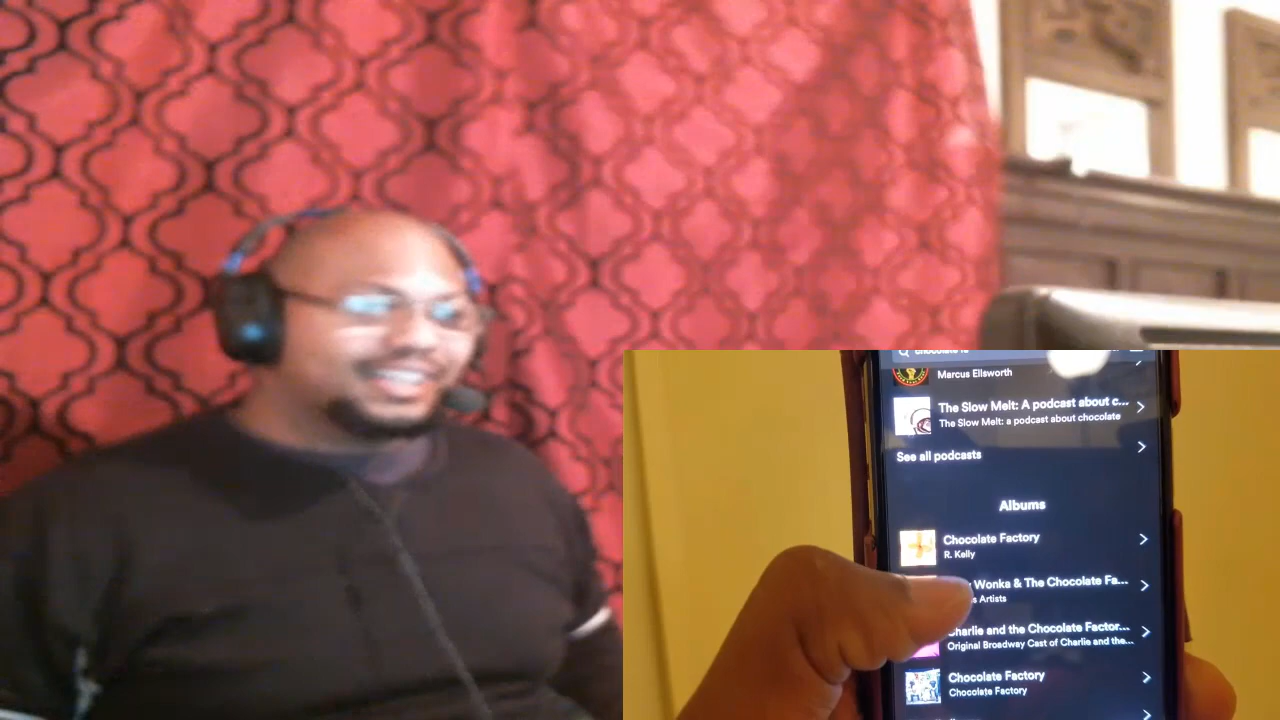 Marcus Ellsworth
The Slow Melt: A podcast about c...
The Slow Melt: a podcast about chocolate
See all podcasts
Albums
Chocolate Factory
R. Kelly
Wonka & The Chocolate Fa...
Artists
Charlie and the Chocolate Factor...
Original Broadway Cast of Charlie and the...
Chocolate Factory
Chocolate Factory